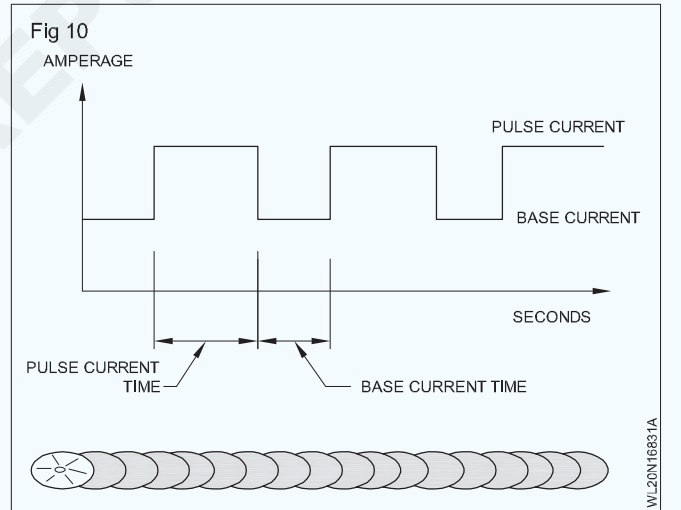 Fig 10
AMPERAGE
PULSE CURRENT
BASE CURRENT
SECONDS
PULSE CURRENT
TIME
BASE CURRENT TIME
WL20N16831A